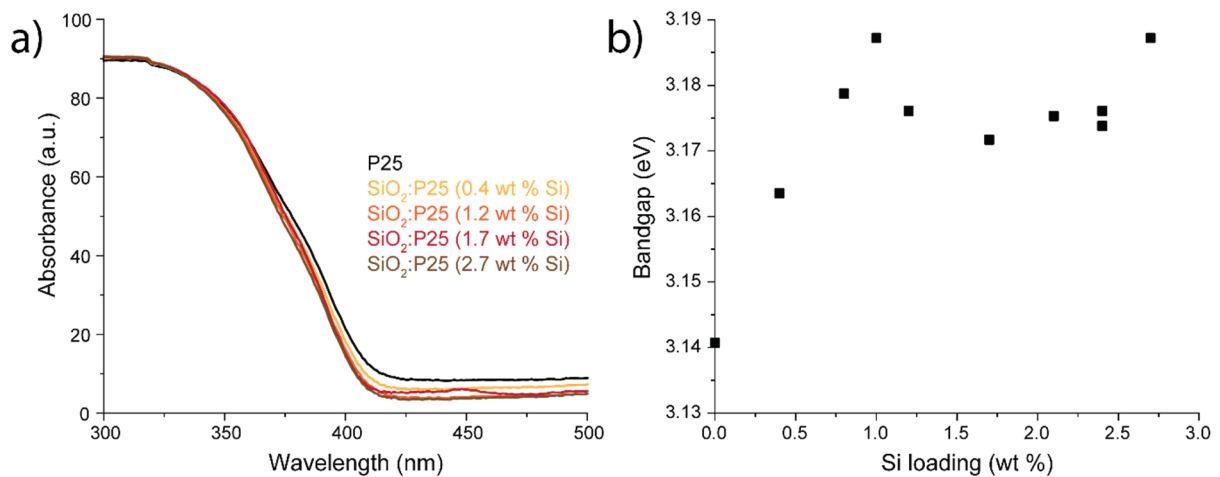 a)
100
80
60
40
20
0
Absorbance (a.u.)
300
350
400
450
500
Wavelength (nm)
P25
SiO₂:P25 (0.4 wt % Si)
SiO₂:P25 (1.2 wt % Si)
SiO₂:P25 (1.7 wt % Si)
SiO₂:P25 (2.7 wt % Si)
b)
3.19
3.18
3.17
3.16
3.15
3.14
3.13
Bandgap (eV)
0.0
0.5
1.0
1.5
2.0
2.5
3.0
Si loading (wt %)